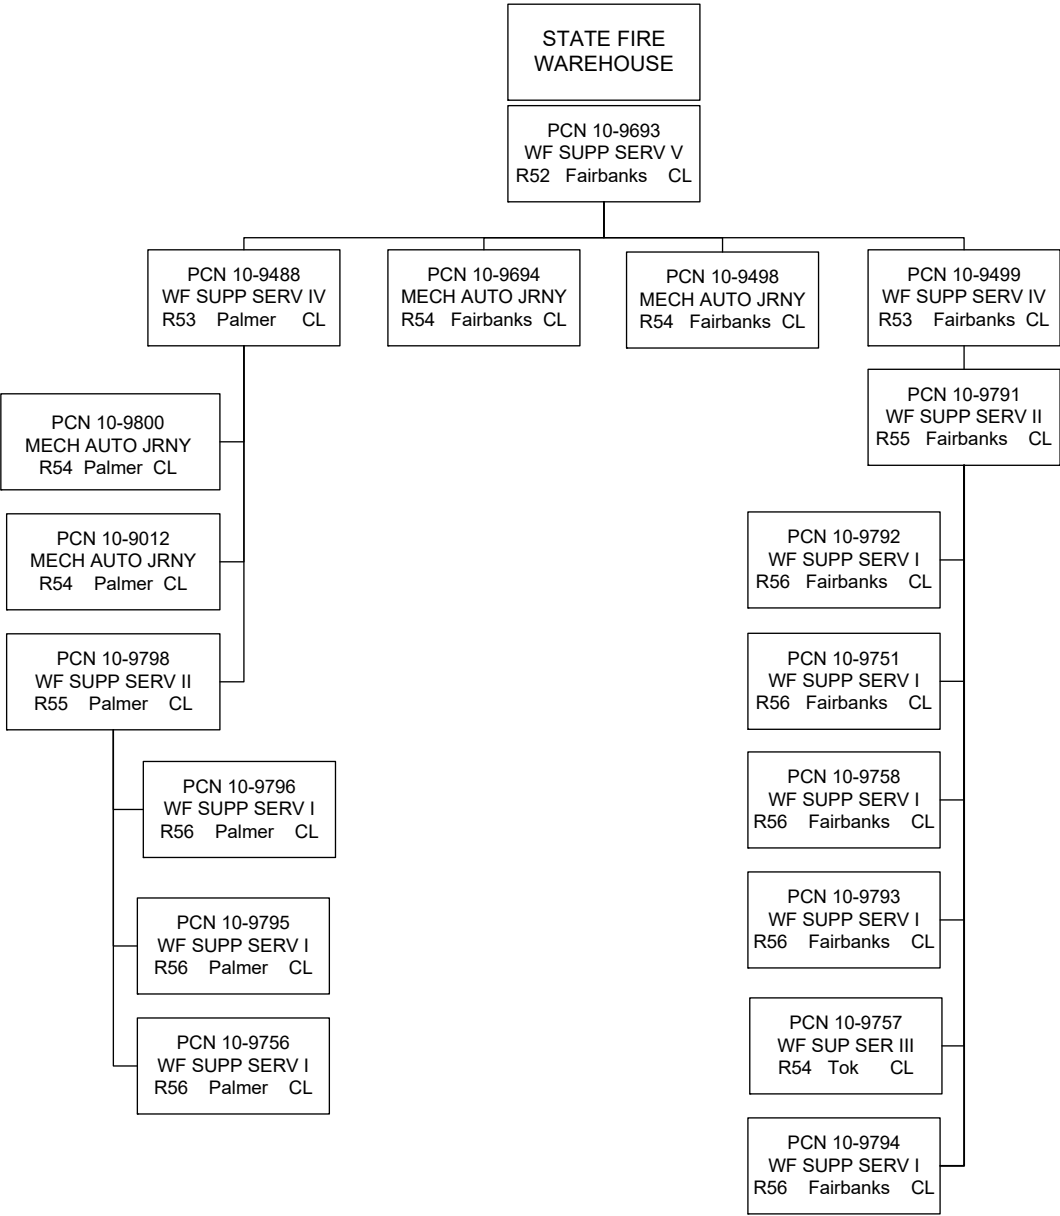 STATE FIRE
WAREHOUSE
PCN 10-9693
WF SUPP SERV V
R52 Fairbanks CL
PCN 10-9488
WF SUPP SERV IV
R53 Palmer CL
PCN 10-9694
MECH AUTO JRNY
R54 Fairbanks CL
PCN 10-9498
MECH AUTO JRNY
R54 Fairbanks CL
PCN 10-9499
WF SUPP SERV IV
R53 Fairbanks CL
PCN 10-9800
MECH AUTO JRNY
R54 Palmer CL
PCN 10-9012
MECH AUTO JRNY
R54 Palmer CL
PCN 10-9798
WF SUPP SERV II
R55 Palmer CL
PCN 10-9796
WF SUPP SERV I
R56 Palmer CL
PCN 10-9795
WF SUPP SERV I
R56 Palmer CL
PCN 10-9756
WF SUPP SERV I
R56 Palmer CL
PCN 10-9791
WF SUPP SERV II
R55 Fairbanks CL
PCN 10-9792
WF SUPP SERV I
R56 Fairbanks CL
PCN 10-9751
WF SUPP SERV I
R56 Fairbanks CL
PCN 10-9758
WF SUPP SERV I
R56 Fairbanks CL
PCN 10-9793
WF SUPP SERV I
R56 Fairbanks CL
PCN 10-9757
WF SUP SER III
R54 Tok CL
PCN 10-9794
WF SUPP SERV I
R56 Fairbanks CL